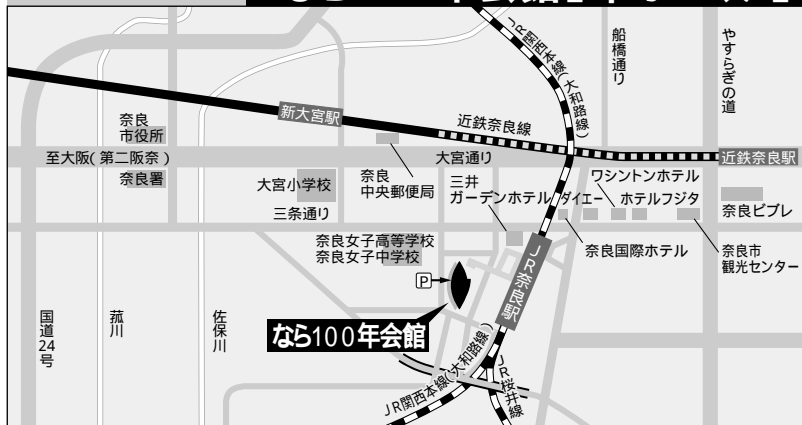 JR関西本線(大和路線)
船橋通り
やすらぎの道
新大宮駅
近鉄奈良線
奈良
市役所
至大阪(第二阪奈)
奈良署
大宮小学校
三条通り
奈良
中央郵便局
大宮通り
三井
ガーデンホテル
ダイエー
ワシントンホテル
ホテルフジタ
近鉄奈良駅
奈良ビブレ
奈良女子高等学校
奈良女子中学校
奈良国際ホテル
奈良市
観光センター
P
JR奈良駅
国道24号
菰川
佐保川
なら100年会館
JR関西本線(大和路線)
JR桜井線